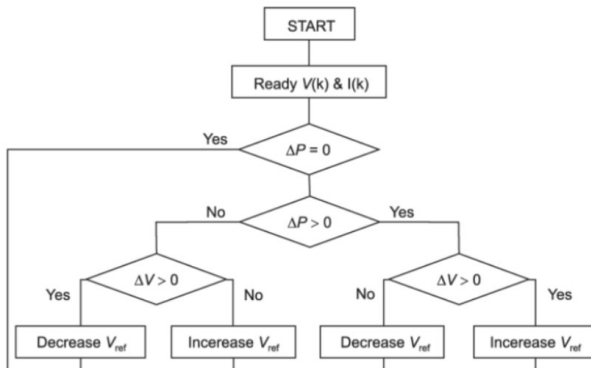 START
Ready V(k) & I(k)
Yes
ΔP = 0
No
ΔP > 0
Yes
ΔV > 0
ΔV > 0
Yes
No
No
Yes
Decrease Vref
Incerease Vref
Decrease Vref
Incerease Vref